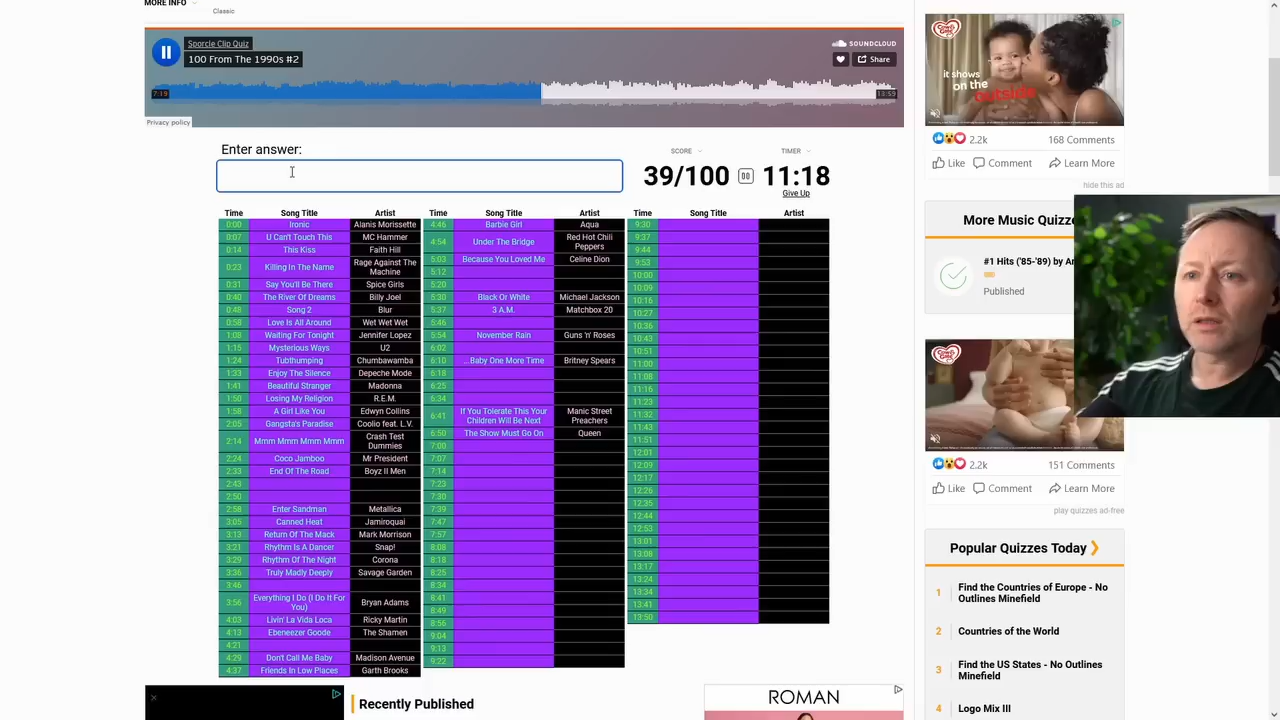 MORE INFO
Classic
Sporcle Clip Quiz
100 From The 1990s #2
SOUNDCLOUD
Share
7:19
13:59
Privacy policy
Enter answer:
SCORE
TIMER
39/100
11:18
Give Up
Time Song Title Artist
0:00 Ironic Alanis Morissette
0:07 U Can't Touch This MC Hammer
0:14 This Kiss Faith Hill
0:23 Killing In The Name Rage Against The Machine
0:31 Say You'll Be There Spice Girls
0:40 The River Of Dreams Billy Joel
0:48 Song 2 Blur
0:58 Love Is All Around Wet Wet Wet
1:08 Waiting For Tonight Jennifer Lopez
1:15 Mysterious Ways U2
1:24 Tubthumping Chumbawamba
1:33 Enjoy The Silence Depeche Mode
1:41 Beautiful Stranger Madonna
1:50 Losing My Religion R.E.M.
1:58 A Girl Like You Edwyn Collins
2:05 Gangsta's Paradise Coolio feat. L.V.
2:14 Mmm Mmm Mmm Mmm Crash Test Dummies
2:24 Coco Jamboo Mr President
2:33 End Of The Road Boyz II Men
2:43
2:50
2:58 Enter Sandman Metallica
3:05 Canned Heat Jamiroquai
3:13 Return Of The Mack Mark Morrison
3:21 Rhythm Is A Dancer Snap!
3:29 Rhythm Of The Night Corona
3:36 Truly Madly Deeply Savage Garden
3:46
3:56 Everything I Do (I Do It For You) Bryan Adams
4:03 Livin' La Vida Loca Ricky Martin
4:13 Ebeneezer Goode The Shamen
4:21
4:29 Don't Call Me Baby Madison Avenue
4:37 Friends In Low Places Garth Brooks
Time Song Title Artist
4:46 Barbie Girl Aqua
4:54 Under The Bridge Red Hot Chili Peppers
5:03 Because You Loved Me Celine Dion
5:12
5:20
5:30 Black Or White Michael Jackson
5:37 3 A.M. Matchbox 20
5:46
5:54 November Rain Guns 'n' Roses
6:02
6:10 ...Baby One More Time Britney Spears
6:18
6:25
6:34
6:41 If You Tolerate This Your Children Will Be Next Manic Street Preachers
6:50 The Show Must Go On Queen
7:00
7:07
7:14
7:23
7:30
7:39
7:47
7:57
8:08
8:18
8:25
8:34
8:41
8:49
8:56
9:04
9:13
9:22
Time Song Title Artist
9:30
9:37
9:44
9:53
10:00
10:09
10:16
10:27
10:36
10:43
10:51
11:00
11:08
11:16
11:23
11:32
11:43
11:51
12:01
12:09
12:17
12:26
12:35
12:44
12:53
13:01
13:08
13:17
13:24
13:34
13:41
13:50
ROMAN
Recently Published
it shows
on the
outside
2.2k
168 Comments
Like Comment Learn More
hide this ad
More Music Quizze
#1 Hits ('85-'89) by Ar
Published
2.2k
151 Comments
Like Comment Learn More
play quizzes ad-free
Popular Quizzes Today
1 Find the Countries of Europe - No
Outlines Minefield
2 Countries of the World
3 Find the US States - No Outlines
Minefield
4 Logo Mix III